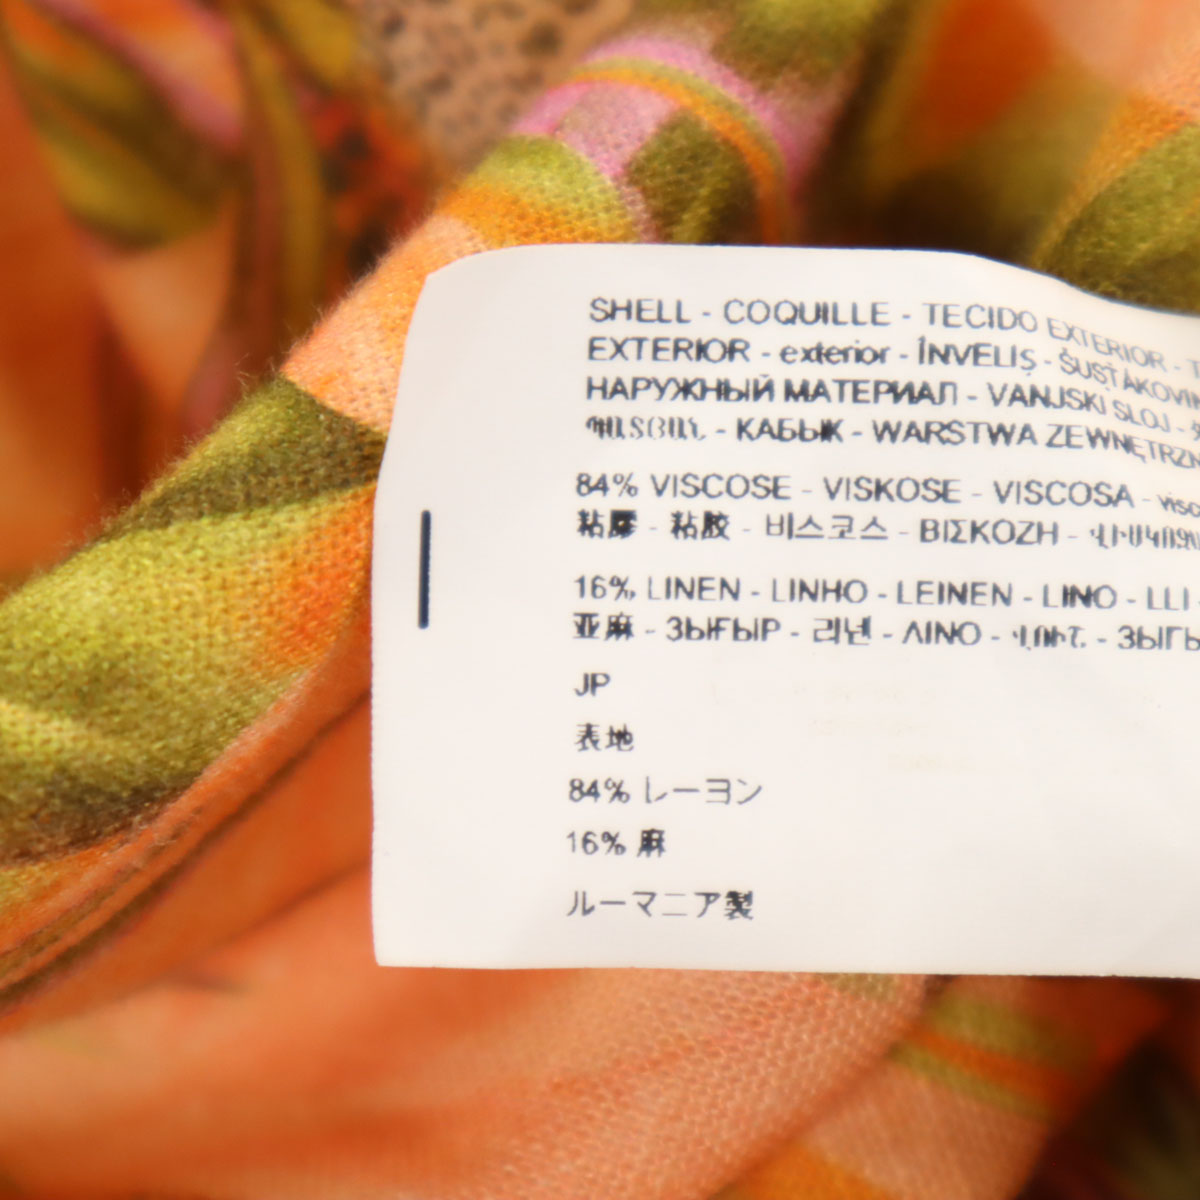 SHELL - COQUILLE - TECIDO EXTERIOR -
EXTERIOR - exterior - ÎNVELIȘ -
НАРУЖНЫЙ МАТЕРИАЛ - VANJSKI SLOJ -
КАБЫК - WARSTWA ZEWNĘTRZN
84% VISCOSE - VISKOSE - VISCOSA - visc
粘膠 - 粘胶 - 비스코스 - ΒΙΣΚΟΖΗ -
16% LINEN - LINHO - LEINEN - LINO - LLI -
亚麻 - ЗЫҒЫР - 리넨 - ΛΙΝΟ - ЗЫГЫ
JP
表地
84% レーヨン
16% 麻
ルーマニア製